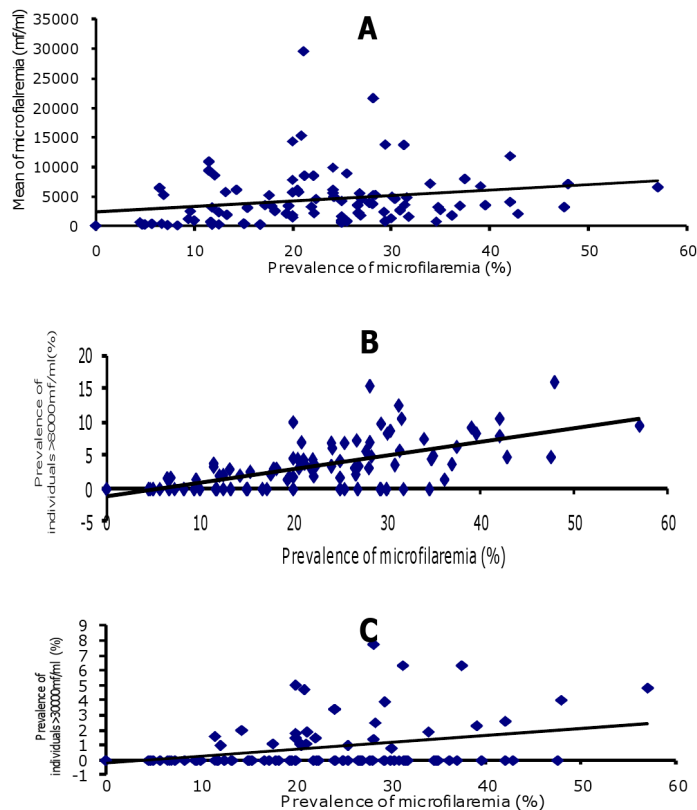 A
35000
30000
25000
20000
15000
10000
5000
0
Mean of microfilalremia (mf/ml)
0 10 20 30 40 50 60
Prevalence of microfilaremia (%)
B
20
15
10
5
0
-5
Prevalence of
individuals >8000mf/ml(%)
0 10 20 30 40 50 60
Prevalence of microfilaremia (%)
C
9
8
7
6
5
4
3
2
1
0
-1
Prevalence of
individuals >30000mf/ml (%)
0 10 20 30 40 50 60
Prevalence of microfilaremia (%)